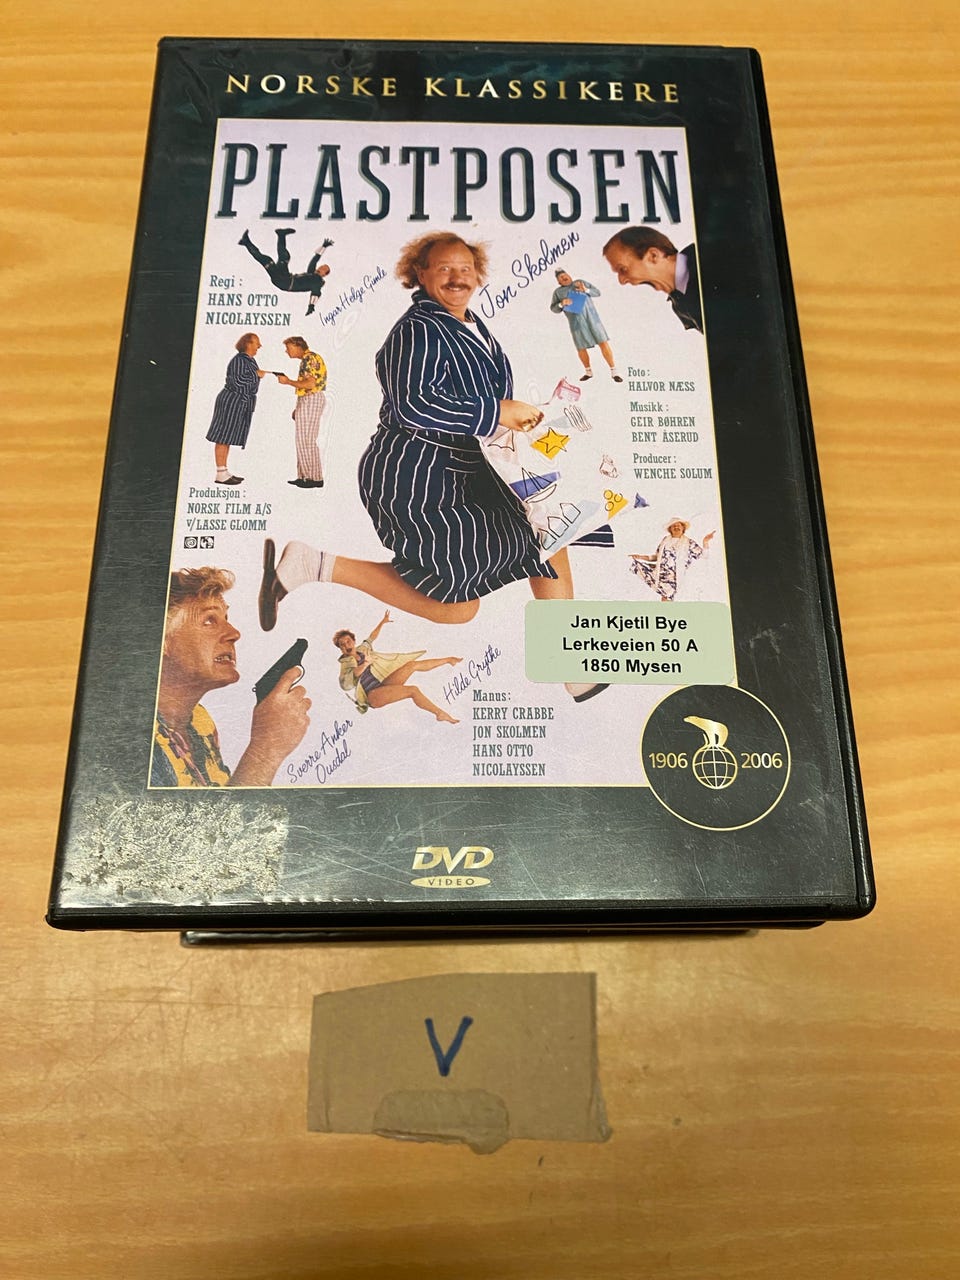 NORSKE KLASSIKERE
PLASTPOSEN
Regi :
HANS OTTO
NICOLAYSSEN
Ingar Helge Gimle
Jon Skolmen
Foto :
HALVOR NÆSS
Musikk :
GEIR BØHREN
BENT ÅSERUD
Producer :
WENCHE SOLUM
Produksjon :
NORSK FILM A/S
V/LASSE GLOMM
Jan Kjetil Bye
Lerkeveien 50 A
1850 Mysen
Hilde Grythe
Sverre Anker
Ousdal
Manus :
KERRY CRABBE
JON SKOLMEN
HANS OTTO
NICOLAYSSEN
1906 2006
DVD
VIDEO
V